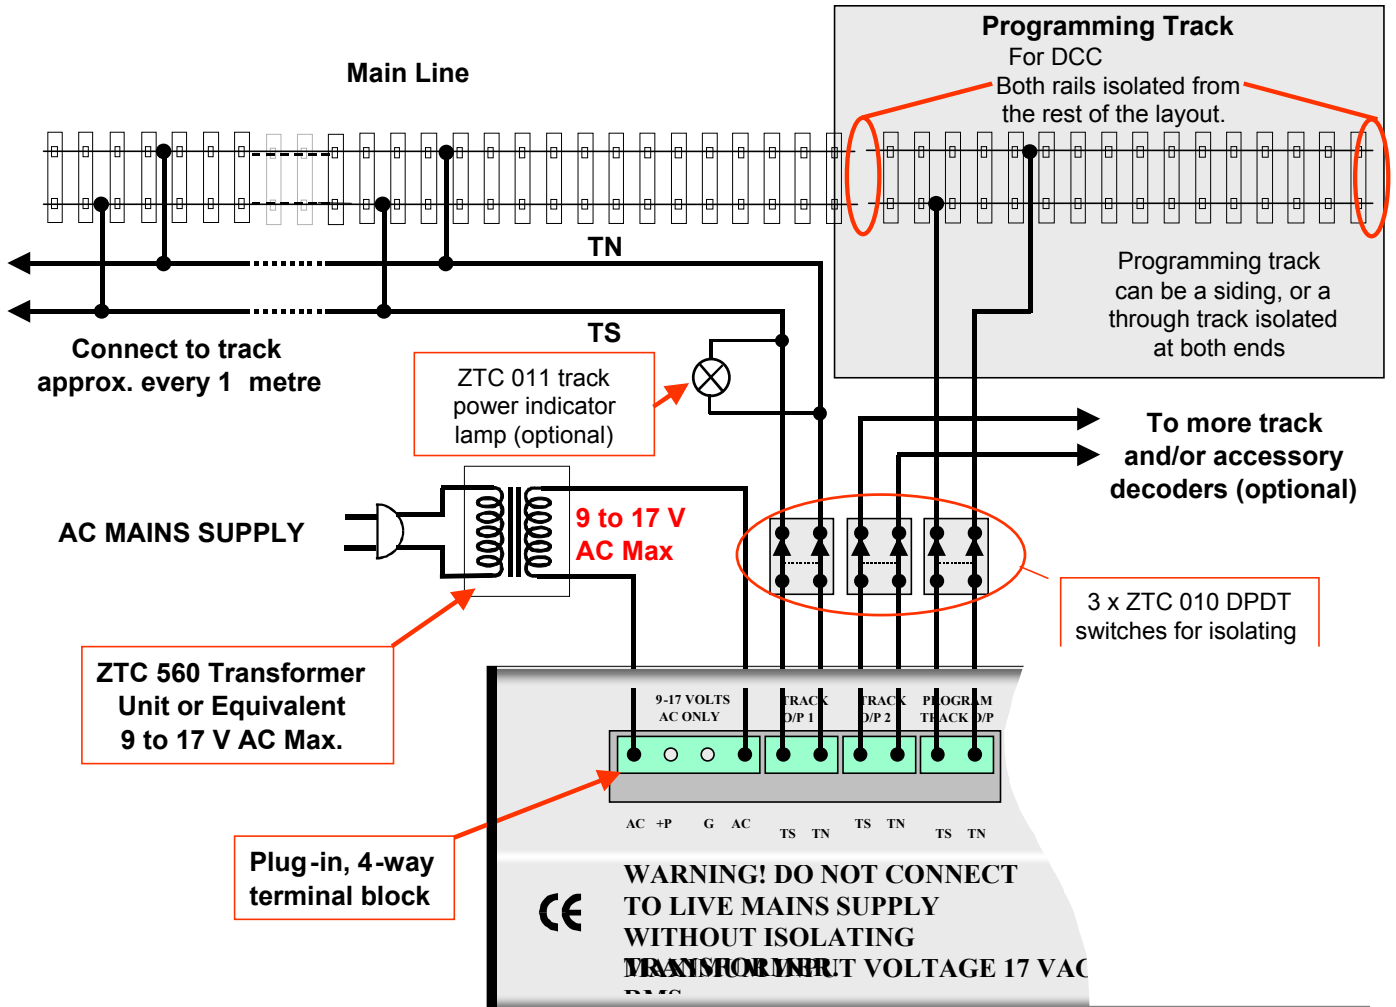 Programming Track
For DCC
Both rails isolated from
the rest of the layout.
Main Line
TN
TS
Programming track
can be a siding, or a
through track isolated
at both ends
Connect to track
approx. every 1 metre
ZTC 011 track
power indicator
lamp (optional)
To more track
and/or accessory
decoders (optional)
AC MAINS SUPPLY
9 to 17 V
AC Max
3 x ZTC 010 DPDT
switches for isolating
ZTC 560 Transformer
Unit or Equivalent
9 to 17 V AC Max.
9-17 VOLTS
AC ONLY
TRACK
O/P 1
TRACK
O/P 2
PROGRAM
TRACK O/P
AC +P G AC TS TN TS TN TS TN
Plug-in, 4-way
terminal block
CE
WARNING! DO NOT CONNECT
TO LIVE MAINS SUPPLY
WITHOUT ISOLATING
TRANSFORMER.
MAXIMUM INPUT VOLTAGE 17 VAC
RMS